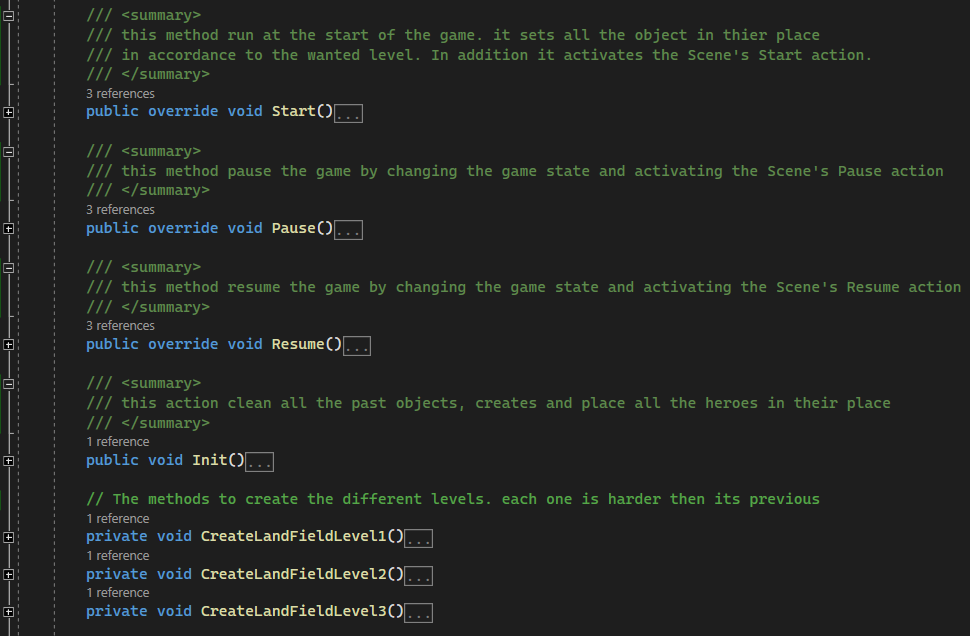 /// <summary>
/// this method run at the start of the game. it sets all the object in thier place
/// in accordance to the wanted level. In addition it activates the Scene's Start action.
/// </summary>
3 references
public override void Start()...
/// <summary>
/// this method pause the game by changing the game state and activating the Scene's Pause action
/// </summary>
3 references
public override void Pause()...
/// <summary>
/// this method resume the game by changing the game state and activating the Scene's Resume action
/// </summary>
3 references
public override void Resume()...
/// <summary>
/// this action clean all the past objects, creates and place all the heroes in their place
/// </summary>
1 reference
public void Init()...
// The methods to create the different levels. each one is harder then its previous
1 reference
private void CreateLandFieldLevel1()...
1 reference
private void CreateLandFieldLevel2()...
1 reference
private void CreateLandFieldLevel3()...